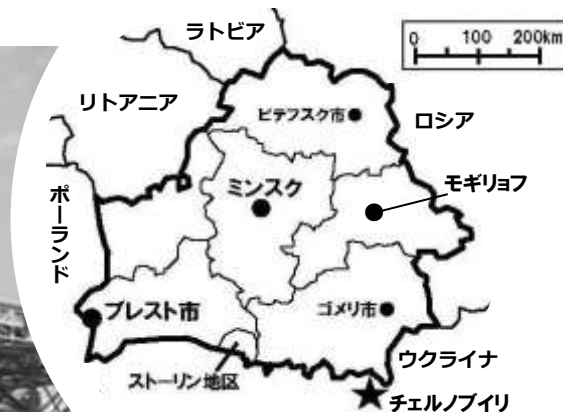 ラトビア
0 100 200km
リトアニア
ビテフスク市
ロシア
ポーランド
ミンスク
モギリョフ
ブレスト市
ゴメリ市
ストーリン地区
ウクライナ
チェルノブイリ